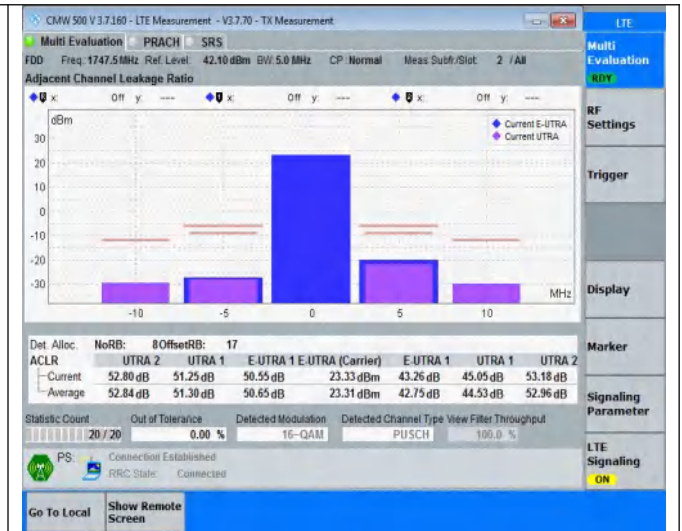 CMW 500 V 3.7.160 - LTE Measurement - V3.7.70 - TX Measurement
LTE
Multi Evaluation PRACH SRS
Multi Evaluation
RDY
FDD Freq.: 1747.5 MHz Ref. Level: 42.10 dBm BW: 5.0 MHz CP: Normal Meas Subfr./Slot: 2 / All
Adjacent Channel Leakage Ratio
x: Off y: --- x: Off y: --- x: Off y: ---
RF Settings
dBm
Current E-UTRA
Current UTRA
Trigger
30
20
10
0
-10
-20
-30
MHz
Display
-10 -5 0 5 10
Det. Alloc. NoRB: 8 OffsetRB: 17
Marker
ACLR UTRA 2 UTRA 1 E-UTRA 1 E-UTRA (Carrier) E-UTRA 1 UTRA 1 UTRA 2
Current 52.80 dB 51.25 dB 50.55 dB 23.33 dBm 43.26 dB 45.05 dB 53.18 dB
Average 52.84 dB 51.30 dB 50.65 dB 23.31 dBm 42.75 dB 44.53 dB 52.96 dB
Signaling Parameter
Statistic Count Out of Tolerance Detected Modulation Detected Channel Type View Filter Throughput
20 / 20 0.00 % 16-QAM PUSCH 100.0 %
PS: Connection Established
RRC State: Connected
LTE Signaling
ON
Go To Local
Show Remote Screen